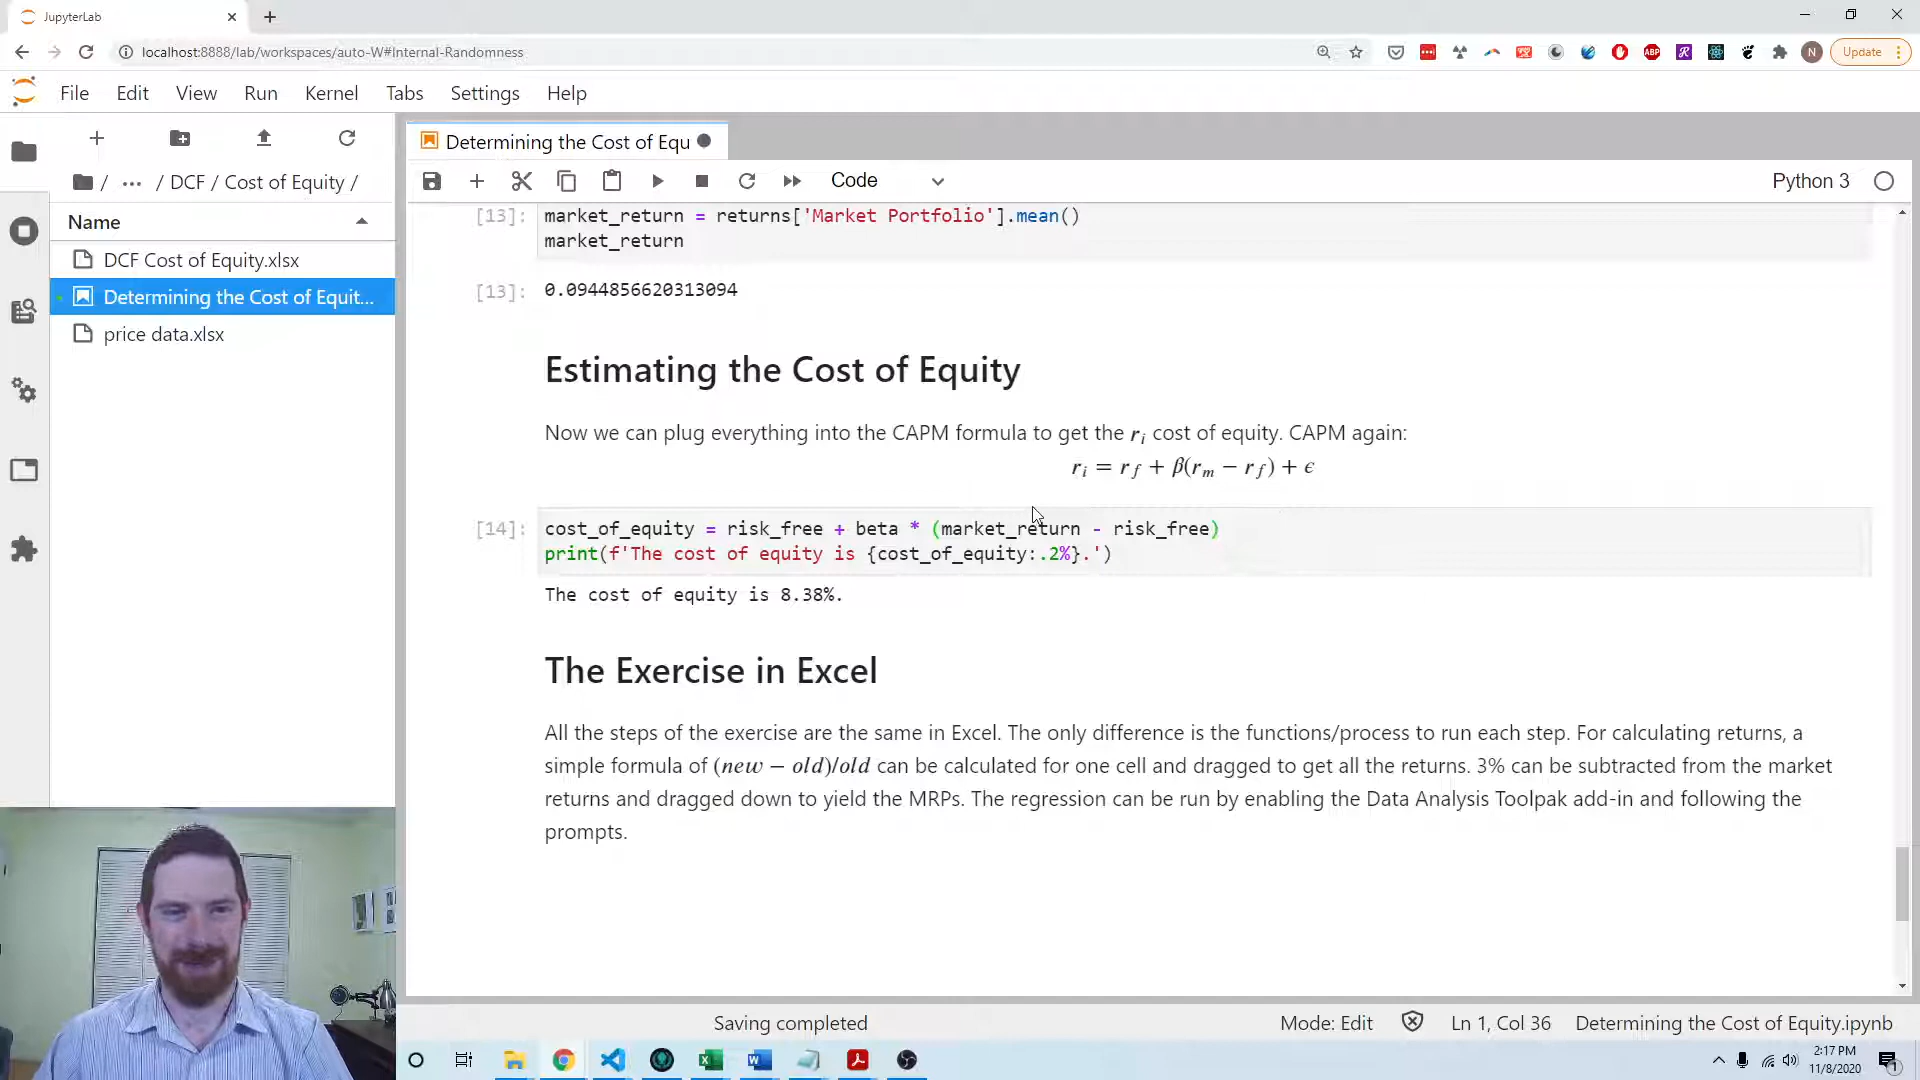 JupyterLab
localhost:8888/lab/workspaces/auto-W#Internal-Randomness
ABP
N
Update
File Edit View Run Kernel Tabs Settings Help
/ ... / DCF / Cost of Equity /
Name
DCF Cost of Equity.xlsx
Determining the Cost of Equit...
price data.xlsx
Determining the Cost of Equ
Code
Python 3
[13]: market_return = returns['Market Portfolio'].mean()
market_return
[13]: 0.0944856620313094
Estimating the Cost of Equity
Now we can plug everything into the CAPM formula to get the r_i cost of equity. CAPM again:
r_i = r_f + β(r_m − r_f) + ϵ
[14]: cost_of_equity = risk_free + beta * (market_return - risk_free)
print(f'The cost of equity is {cost_of_equity:.2%}.')
The cost of equity is 8.38%.
The Exercise in Excel
All the steps of the exercise are the same in Excel. The only difference is the functions/process to run each step. For calculating returns, a
simple formula of (new − old)/old can be calculated for one cell and dragged to get all the returns. 3% can be subtracted from the market
returns and dragged down to yield the MRPs. The regression can be run by enabling the Data Analysis Toolpak add-in and following the
prompts.
Saving completed
Mode: Edit
Ln 1, Col 36
Determining the Cost of Equity.ipynb
2:17 PM
11/8/2020